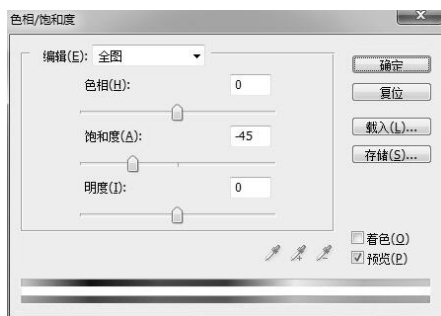 色相/饱和度
编辑(E): 全图
确定
色相(H):
0
复位
饱和度(A):
-45
载入(L)...
存储(S)...
明度(I):
0
着色(O)
预览(P)